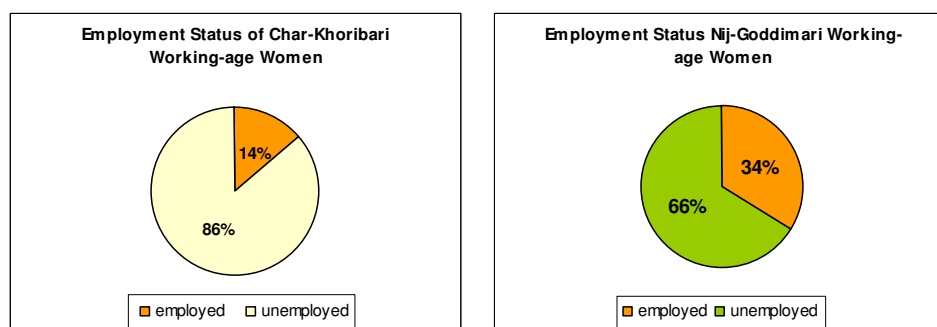 Employment Status of Char-Khoribari
Working-age Women
14%
86%
employed unemployed
Employment Status Nij-Goddimari Working-
age Women
34%
66%
employed unemployed